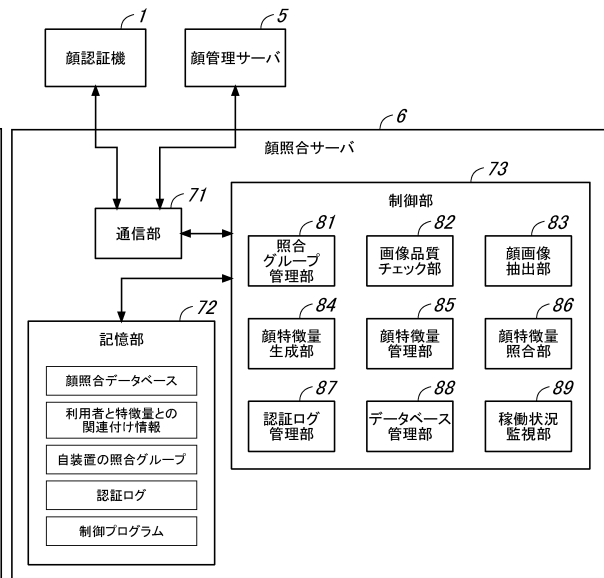 1
顔認証機
5
顔管理サーバ
6
顔照合サーバ
71
通信部
73
制御部
81
照合
グループ
管理部
82
画像品質
チェック部
83
顔画像
抽出部
84
顔特徴量
生成部
85
顔特徴量
管理部
86
顔特徴量
照合部
87
認証ログ
管理部
88
データベース
管理部
89
稼働状況
監視部
72
記憶部
顔照合データベース
利用者と特徴量との
関連付け情報
自装置の照合グループ
認証ログ
制御プログラム